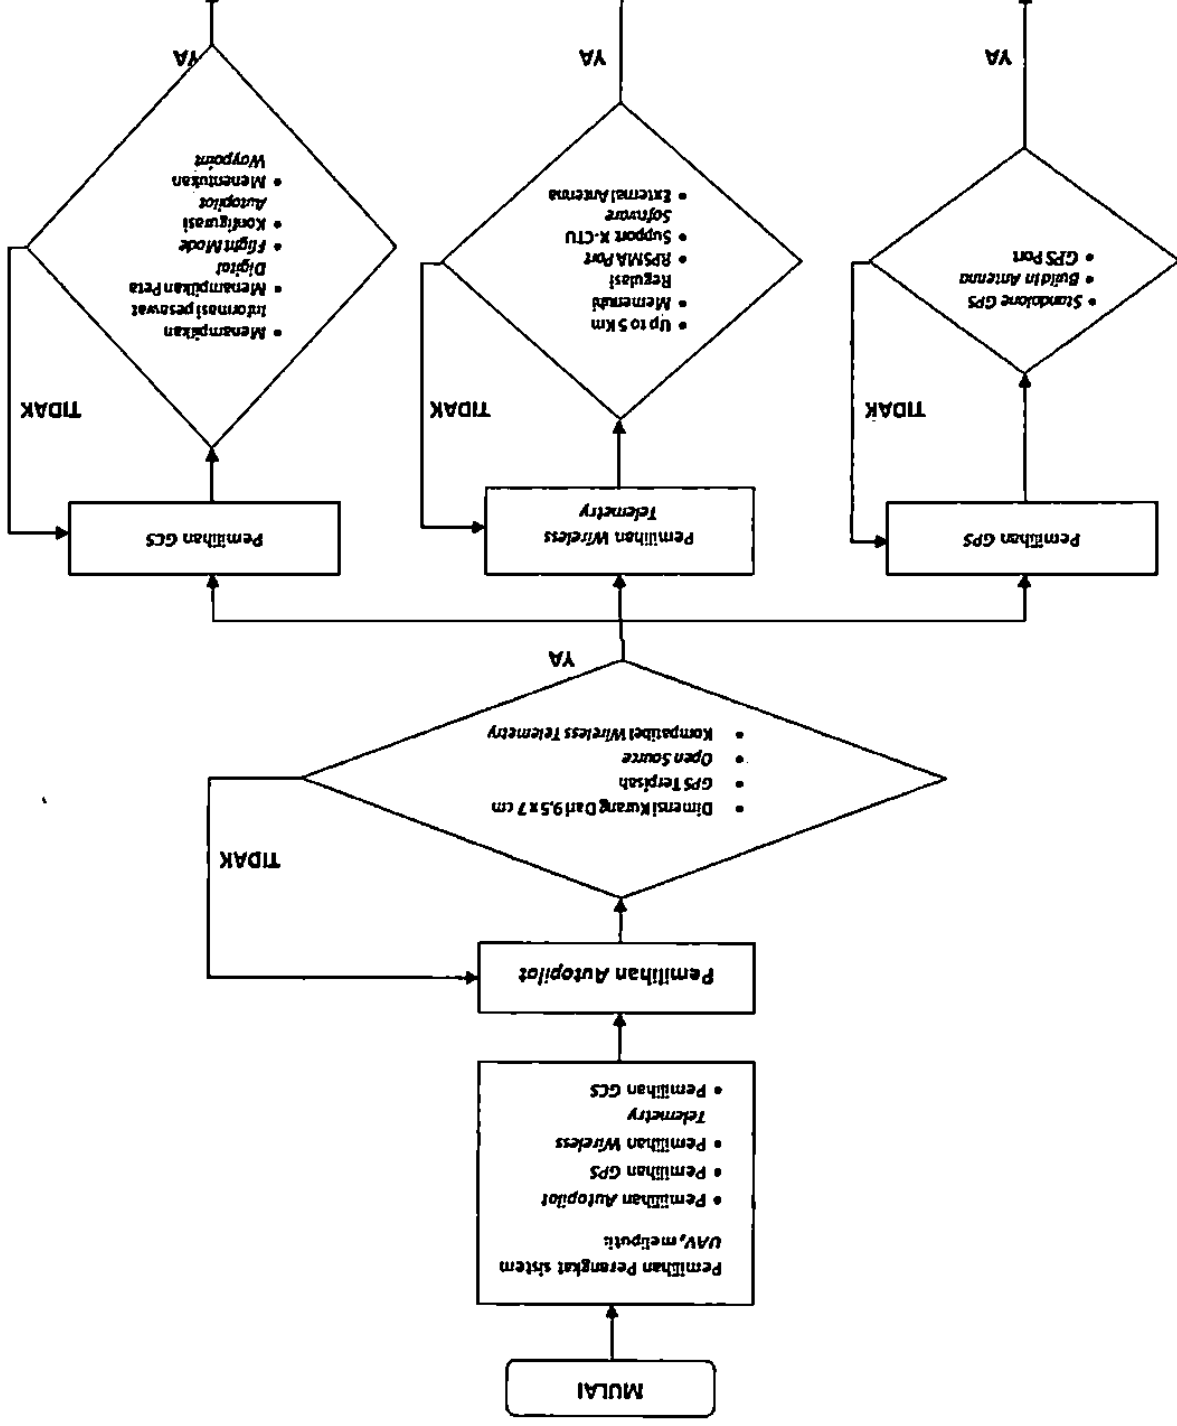 MULAI
Pemilihan Perangkat sistem
UAV, meliputi:
• Pemilihan Autopilot
• Pemilihan GPS
• Pemilihan Wireless
Telemetry
• Pemilihan GCS
Pemilihan Autopilot
TIDAK
• Dimensi Kurang Dari 9,5 x 7 cm
• GPS Terpisah
• Open Source
• Kompatibel Wireless Telemetry
YA
Pemilihan GPS
TIDAK
• Standalone GPS
• Build in Antenna
• GPS Port
YA
Pemilihan Wireless
Telemetry
TIDAK
• Up to 5 Km
• Memenuhi
Regulasi
• RPSMA Port
• Support X-CTU
Software
• External Antenna
YA
Pemilihan GCS
TIDAK
• Menampilkan
Informasi pesawat
• Menampilkan Peta
Digital
• Flight Mode
• Konfigurasi
Autopilot
• Menentukan
Waypoint
YA